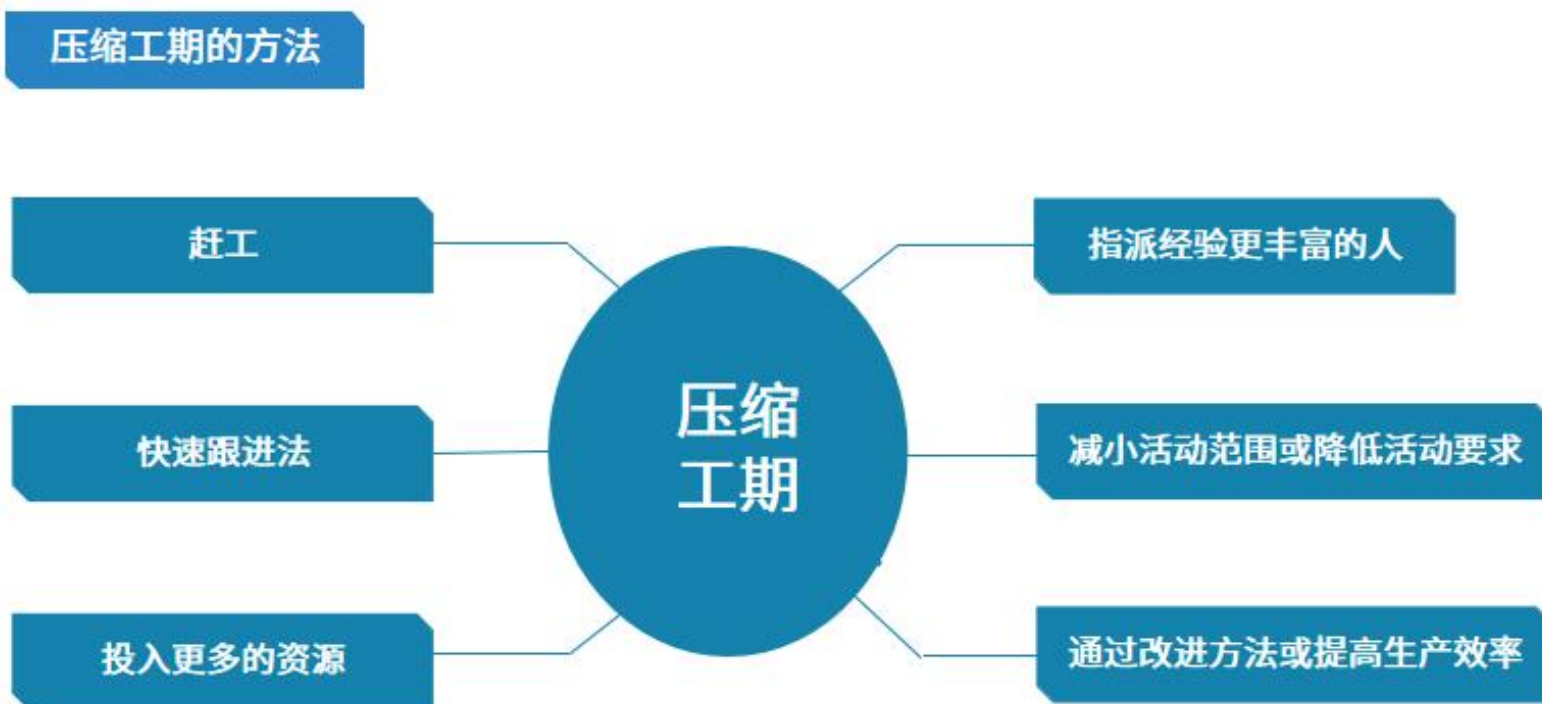 压缩工期的方法
赶工
指派经验更丰富的人
压缩
工期
快速跟进法
减小活动范围或降低活动要求
投入更多的资源
通过改进方法或提高生产效率